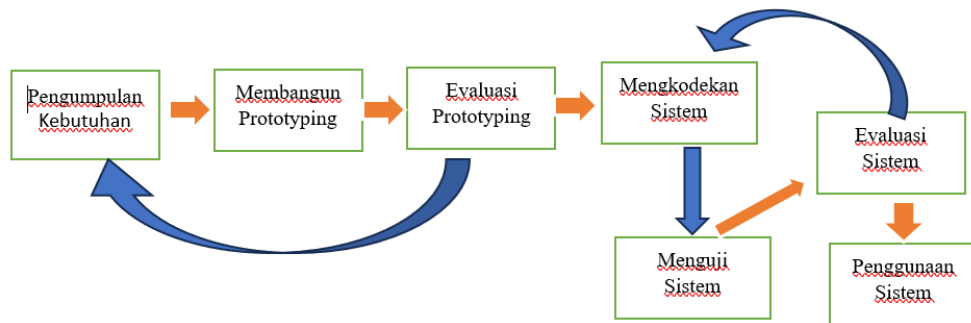 Pengumpulan
Kebutuhan
Membangun
Prototyping
Evaluasi
Prototyping
Mengkodekan
Sistem
Menguji
Sistem
Evaluasi
Sistem
Penggunaan
Sistem